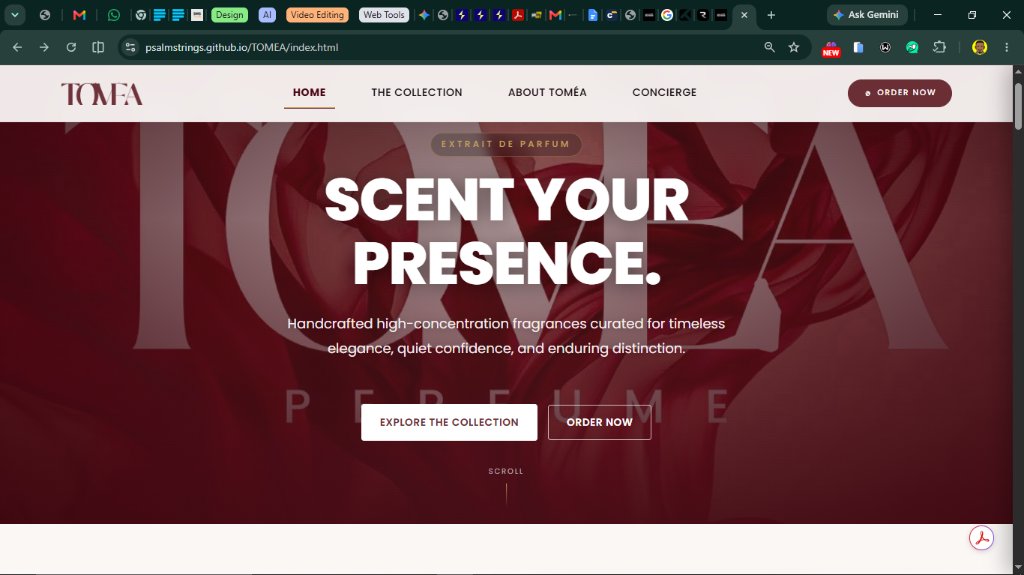 Design
AI
Video Editing
Web Tools
Ask Gemini
psalmstrings.github.io/TOMEA/index.html
NEW
TOMEA
HOME
THE COLLECTION
ABOUT TOMÉA
CONCIERGE
ORDER NOW
TOMEA
EXTRAIT DE PARFUM
SCENT YOUR
PRESENCE.
Handcrafted high-concentration fragrances curated for timeless
elegance, quiet confidence, and enduring distinction.
PERFUME
EXPLORE THE COLLECTION
ORDER NOW
SCROLL